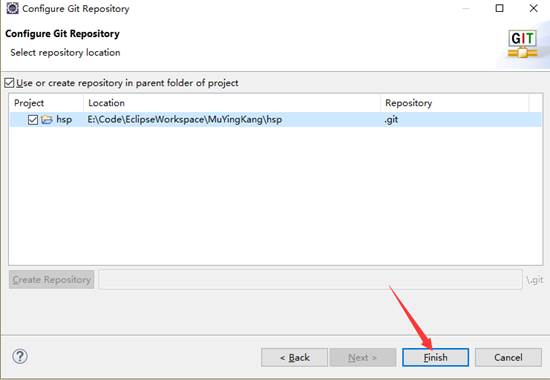 Configure Git Repository
Configure Git Repository
Select repository location
GIT
Use or create repository in parent folder of project
Project Location Repository
hsp E:\Code\EclipseWorkspace\MuYingKang\hsp .git
Create Repository \.git
? < Back Next > Finish Cancel